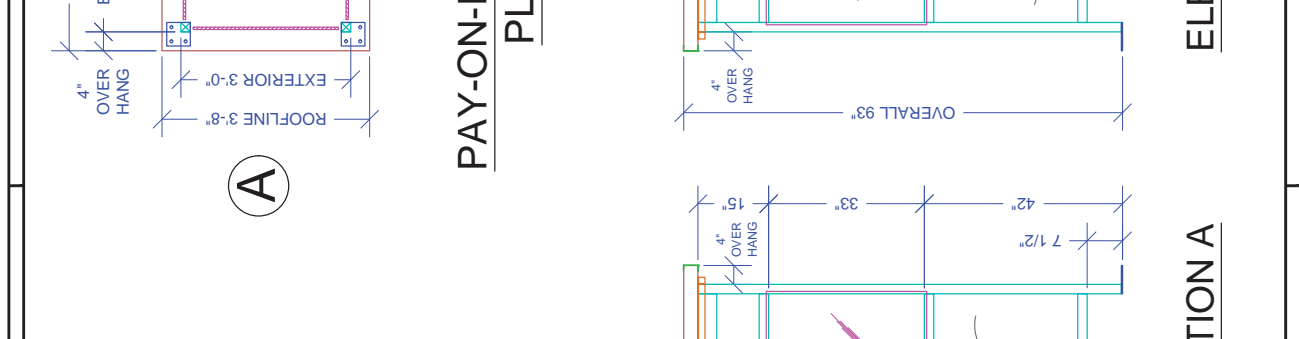 4"
OVER
HANG
EXTERIOR 3'-0"
ROOFLINE 3'-8"
A
PAY-ON-
PL
4"
OVER
HANG
OVERALL 93"
ELE
15"
33"
42"
4"
OVER
HANG
7 1/2"
TION A